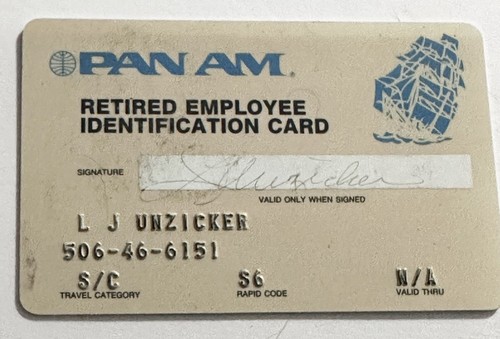 PAN AM
RETIRED EMPLOYEE
IDENTIFICATION CARD
SIGNATURE
L J Unzicker
VALID ONLY WHEN SIGNED
L J UNZICKER
506-46-6151
S/C S6 N/A
TRAVEL CATEGORY RAPID CODE VALID THRU